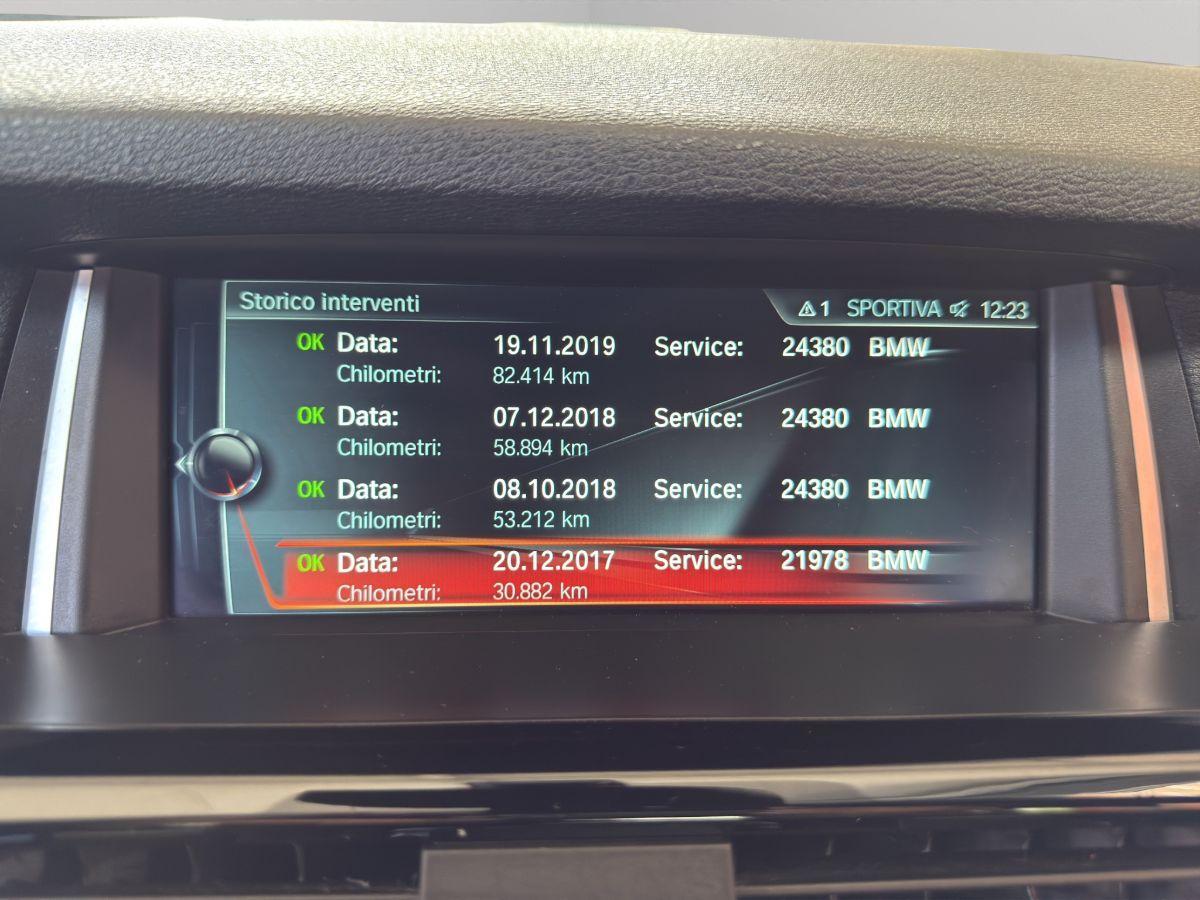 Storico interventi 1 SPORTIVA 12:23
OK Data: 19.11.2019 Service: 24380 BMW
Chilometri: 82.414 km
OK Data: 07.12.2018 Service: 24380 BMW
Chilometri: 58.894 km
OK Data: 08.10.2018 Service: 24380 BMW
Chilometri: 53.212 km
OK Data: 20.12.2017 Service: 21978 BMW
Chilometri: 30.882 km